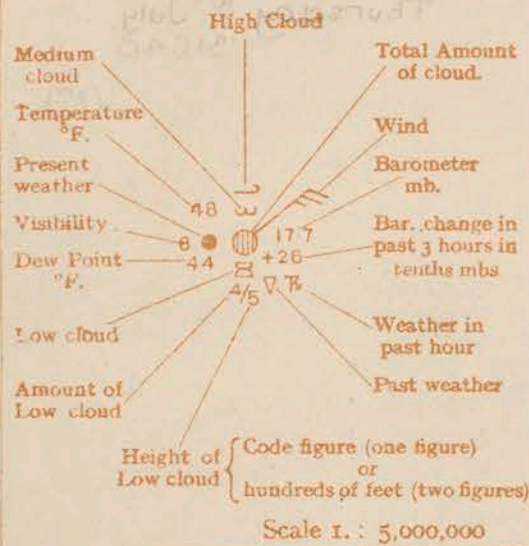 High Cloud
Medium
cloud
Total Amount
of cloud.
Temperature
°F.
Wind
Present
weather
Barometer
mb.
48
Visibility
6
177
Bar. change in
past 3 hours in
tenths mbs
Dew Point
°F.
44
+26
4/5
Low cloud
Weather in
past hour
Amount of
Low cloud
Past weather
Height of
Low cloud
Code figure (one figure)
or
hundreds of feet (two figures)
Scale 1. : 5,000,000